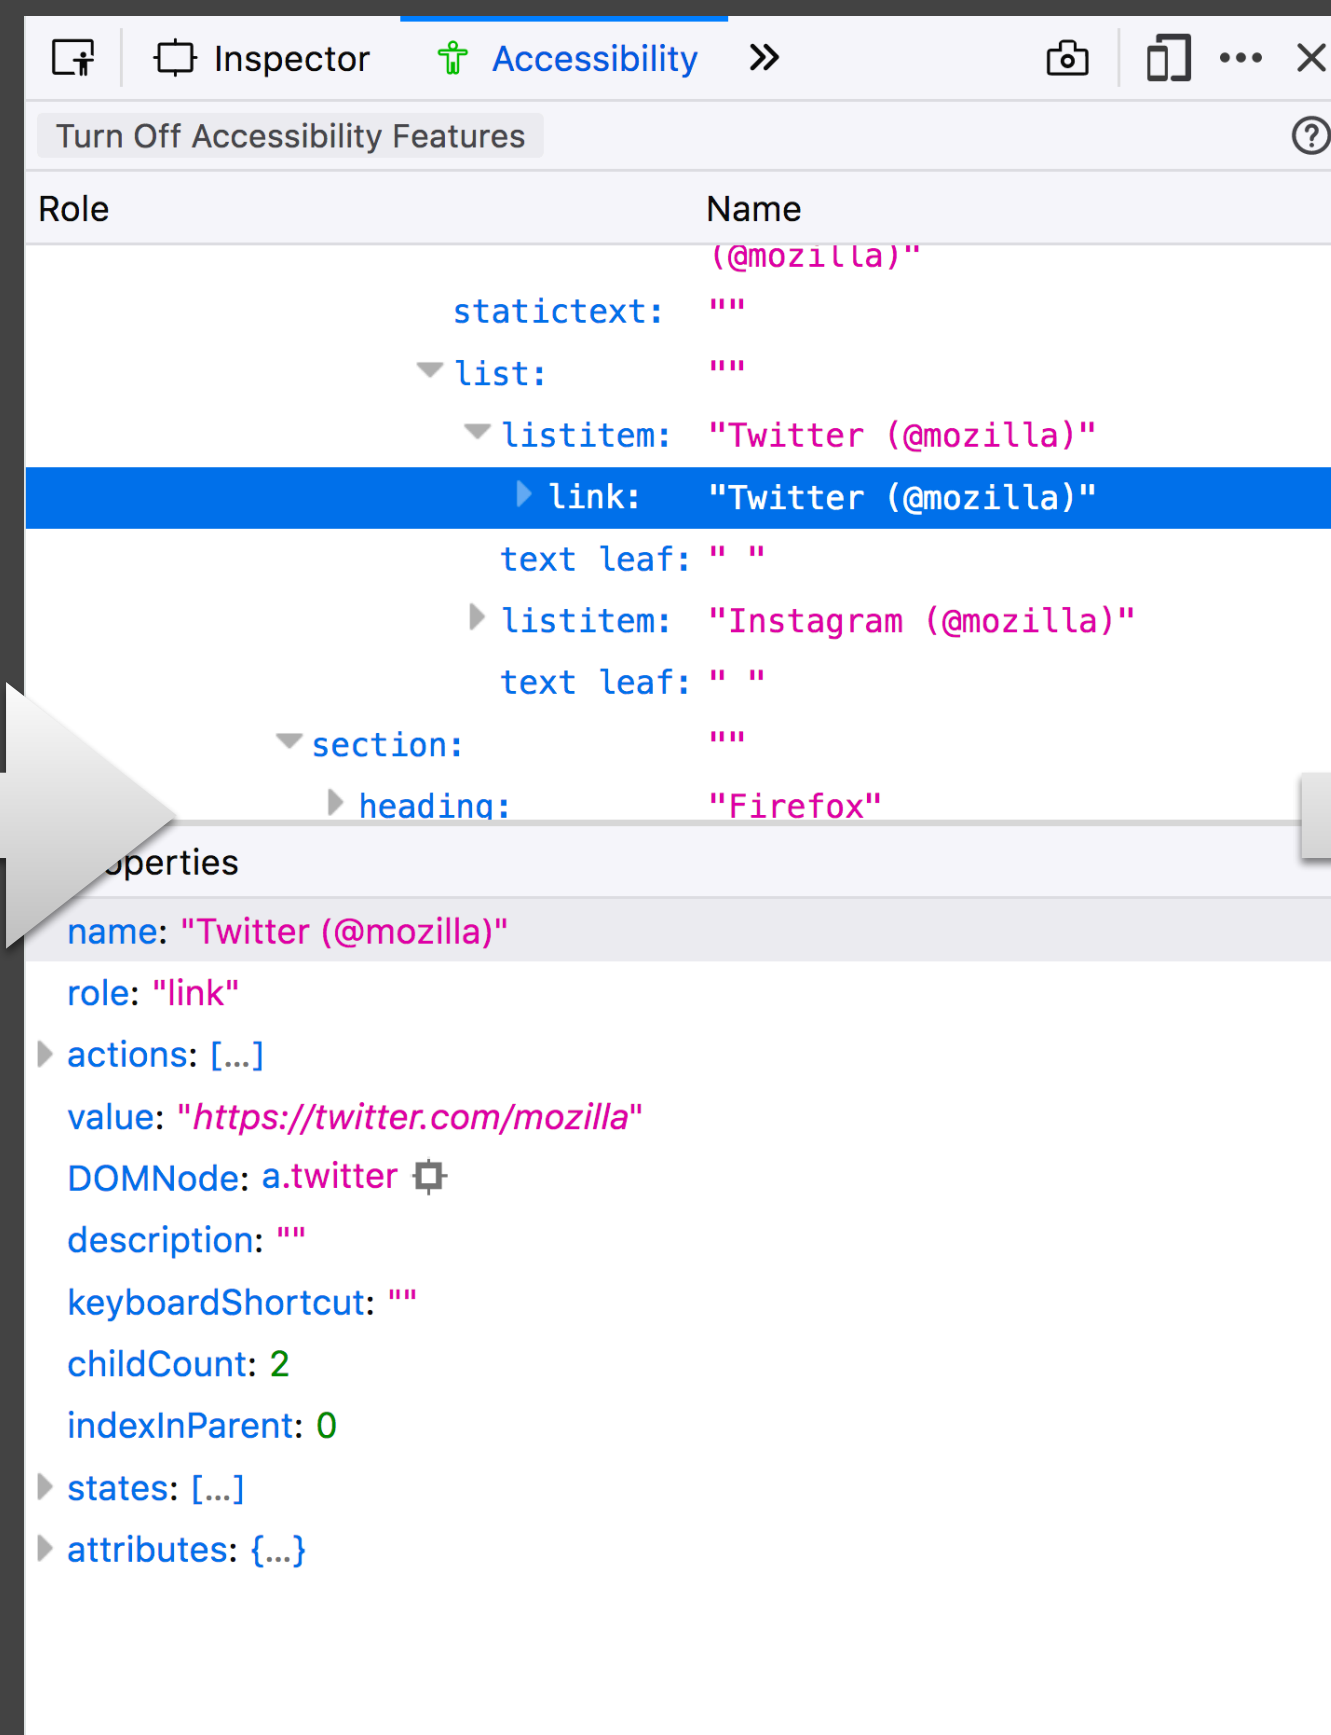 Inspector Accessibility
Turn Off Accessibility Features
Role Name
(@mozilla)"
statictext: ""
list: ""
listitem: "Twitter (@mozilla)"
link: "Twitter (@mozilla)"
text leaf: " "
listitem: "Instagram (@mozilla)"
text leaf: " "
section: ""
heading: "Firefox"
operties
name: "Twitter (@mozilla)"
role: "link"
actions: […]
value: "https://twitter.com/mozilla"
DOMNode: a.twitter
description: ""
keyboardShortcut: ""
childCount: 2
indexInParent: 0
states: […]
attributes: {…}